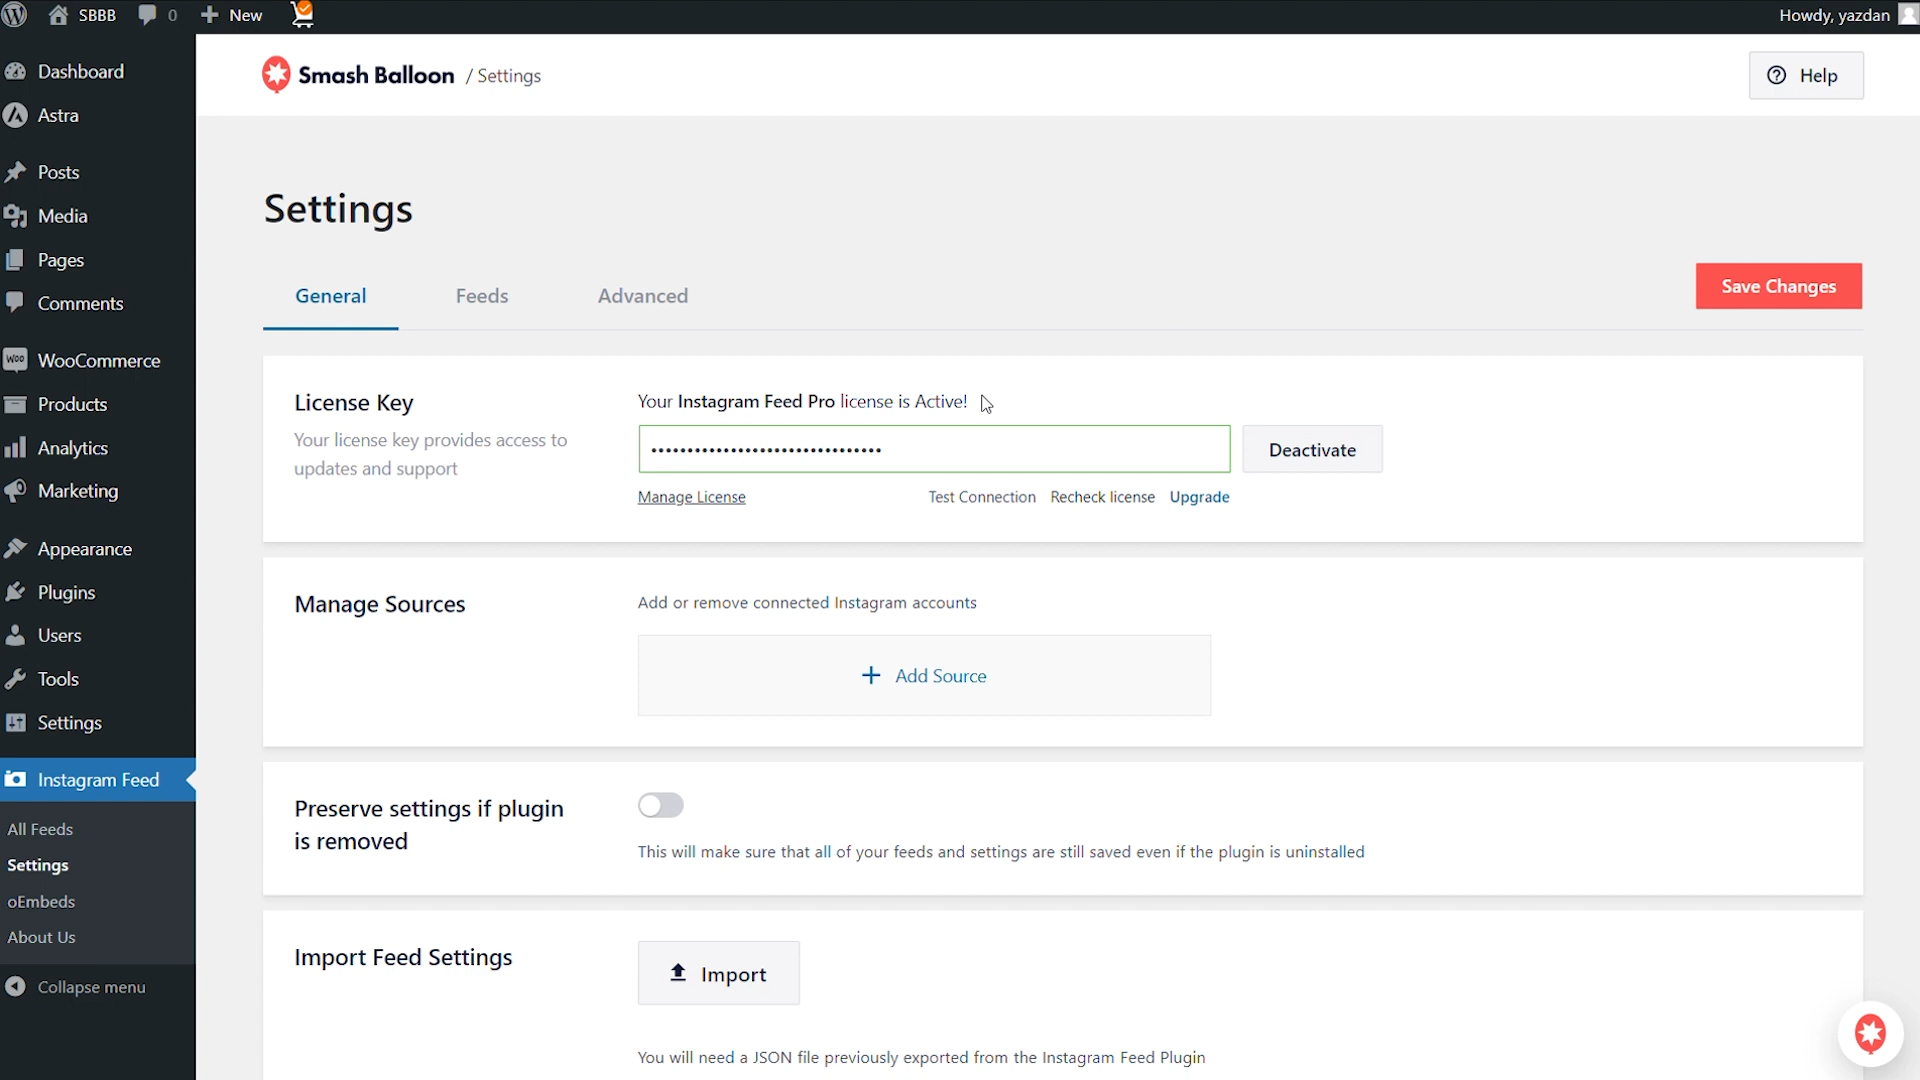 SBBB
0
New
Howdy, yazdan
Dashboard
Astra
Posts
Media
Pages
Comments
Woo
WooCommerce
Products
Analytics
Marketing
Appearance
Plugins
Users
Tools
Settings
Instagram Feed
All Feeds
Settings
oEmbeds
About Us
Collapse menu
Smash Balloon / Settings
Help
Settings
General
Feeds
Advanced
Save Changes
License Key
Your license key provides access to
updates and support
Your Instagram Feed Pro license is Active!
••••••••••••••••••••••••••••••••
Deactivate
Manage License
Test Connection
Recheck license
Upgrade
Manage Sources
Add or remove connected Instagram accounts
+ Add Source
Preserve settings if plugin
is removed
This will make sure that all of your feeds and settings are still saved even if the plugin is uninstalled
Import Feed Settings
Import
You will need a JSON file previously exported from the Instagram Feed Plugin